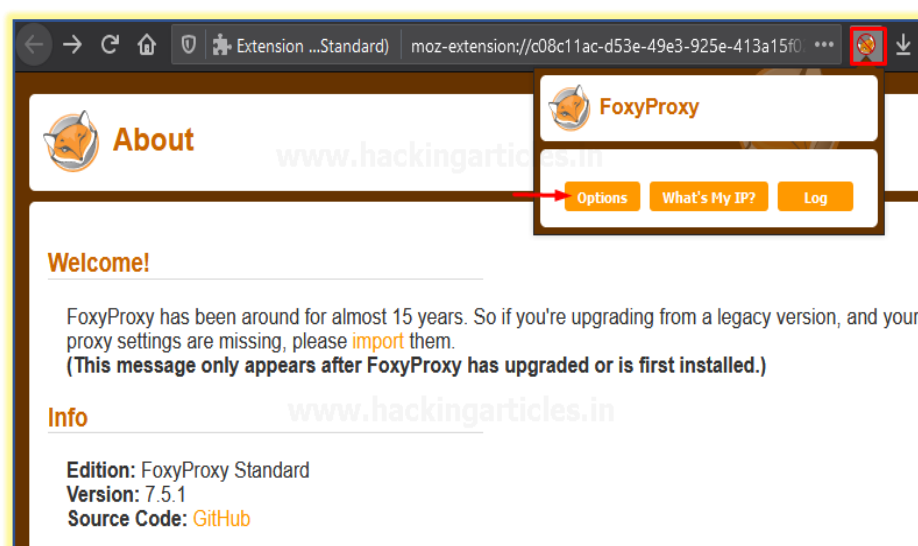 Extension ...Standard)
moz-extension://c08c11ac-d53e-49e3-925e-413a15f0
FoxyProxy
About
www.hackingarticles.in
Options
What's My IP?
Log
Welcome!
FoxyProxy has been around for almost 15 years. So if you're upgrading from a legacy version, and your
proxy settings are missing, please import them.
(This message only appears after FoxyProxy has upgraded or is first installed.)
www.hackingarticles.in
Info
Edition: FoxyProxy Standard
Version: 7.5.1
Source Code: GitHub